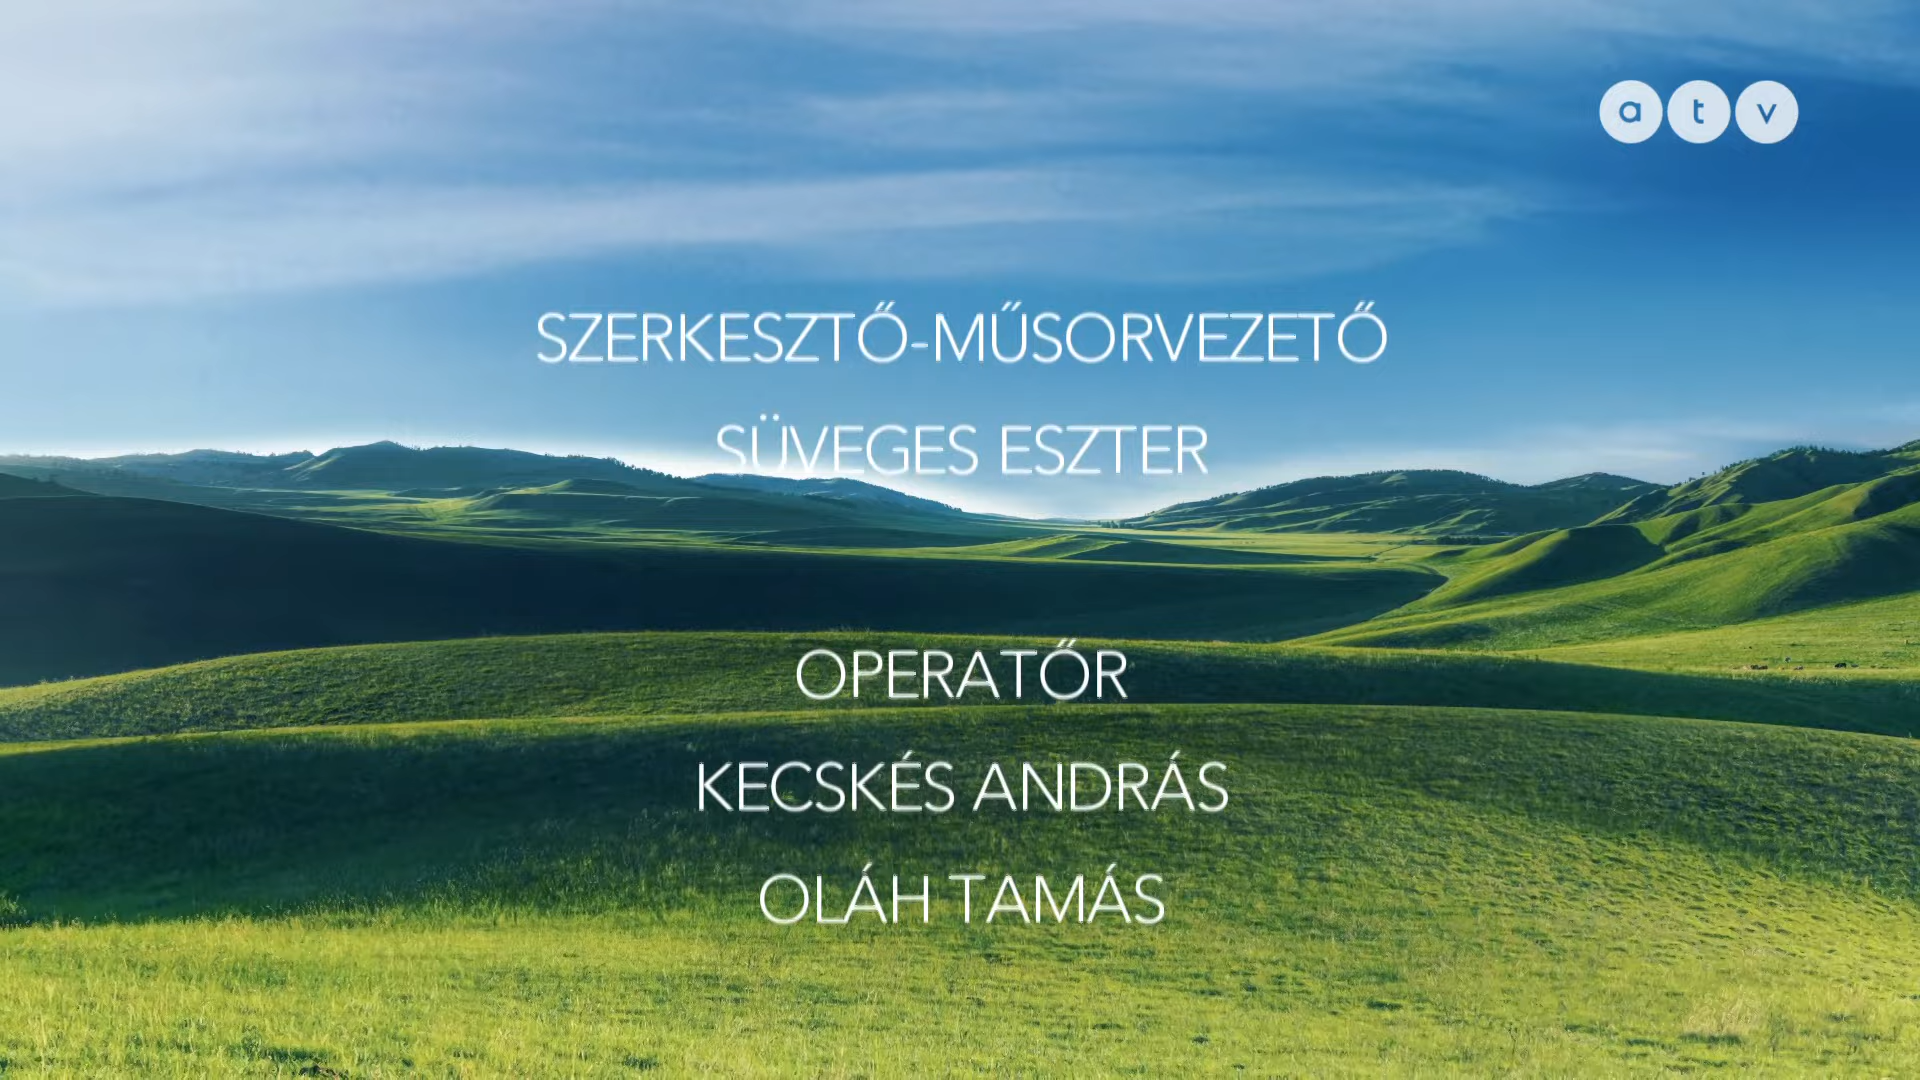 atv
SZERKESZTŐ-MŰSORVEZETŐ
SÜVEGES ESZTER
OPERATŐR
KECSKÉS ANDRÁS
OLÁH TAMÁS